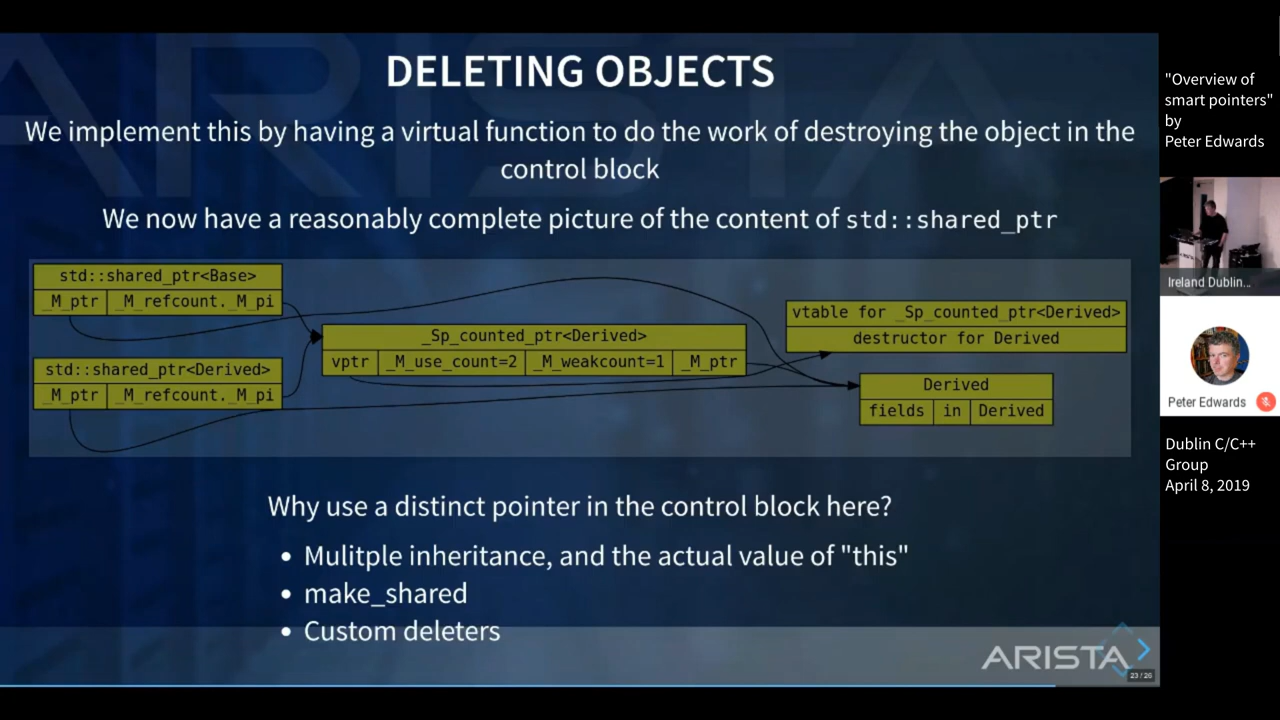 DELETING OBJECTS
We implement this by having a virtual function to do the work of destroying the object in the
control block
We now have a reasonably complete picture of the content of std::shared_ptr
std::shared_ptr<Base>
_M_ptr _M_refcount._M_pi
std::shared_ptr<Derived>
_M_ptr _M_refcount._M_pi
_Sp_counted_ptr<Derived>
vptr _M_use_count=2 _M_weakcount=1 _M_ptr
vtable for _Sp_counted_ptr<Derived>
destructor for Derived
Derived
fields in Derived
Why use a distinct pointer in the control block here?
• Mulitple inheritance, and the actual value of "this"
• make_shared
• Custom deleters
ARISTA
23 / 26
"Overview of
smart pointers"
by
Peter Edwards
Ireland Dublin...
Peter Edwards
Dublin C/C++
Group
April 8, 2019
ARISTA